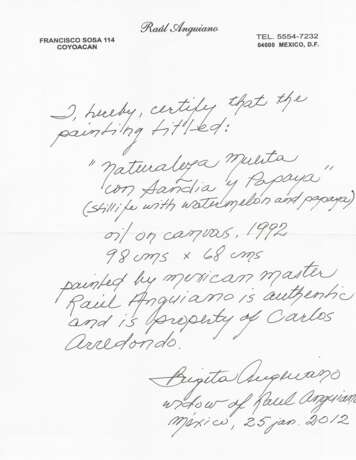 Raúl Anguiano
FRANCISCO SOSA 114
COYOACAN
TEL. 5554-7232
04000 MEXICO, D.F.
I, hereby, certify that the
painting titled:
"Naturaleza Muerta
con Sandía y Papaya"
(still life with watermelon and papaya)
oil on canvas, 1992
98 cms x 68 cms
painted by mexican master
Raúl Anguiano is authentic
and is property of Carlos
Arredondo.
Brigita Anguiano
widow of Raúl Anguiano
México, 25 jan. 2012